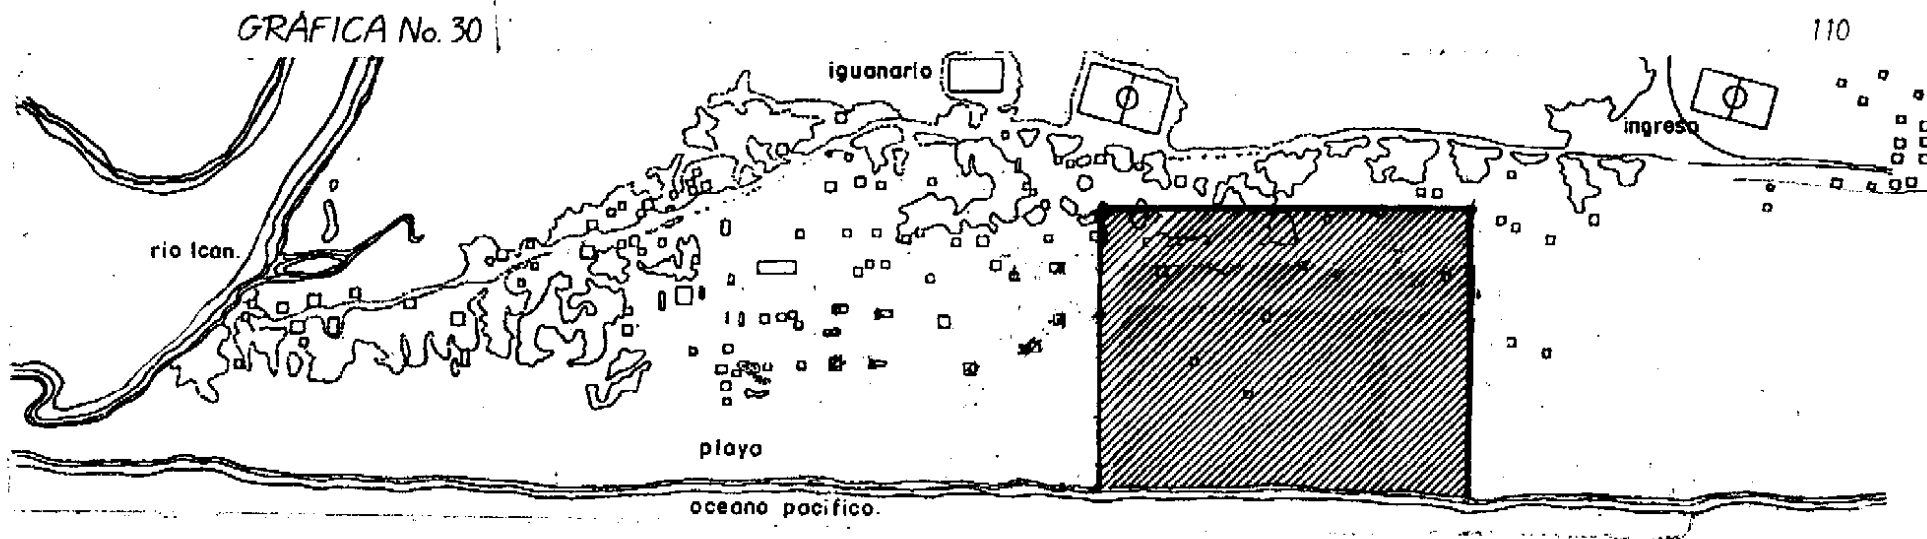 GRÁFICA No. 30
110
iguanario
ingreso
rio Ican.
playa
oceano pacifico.